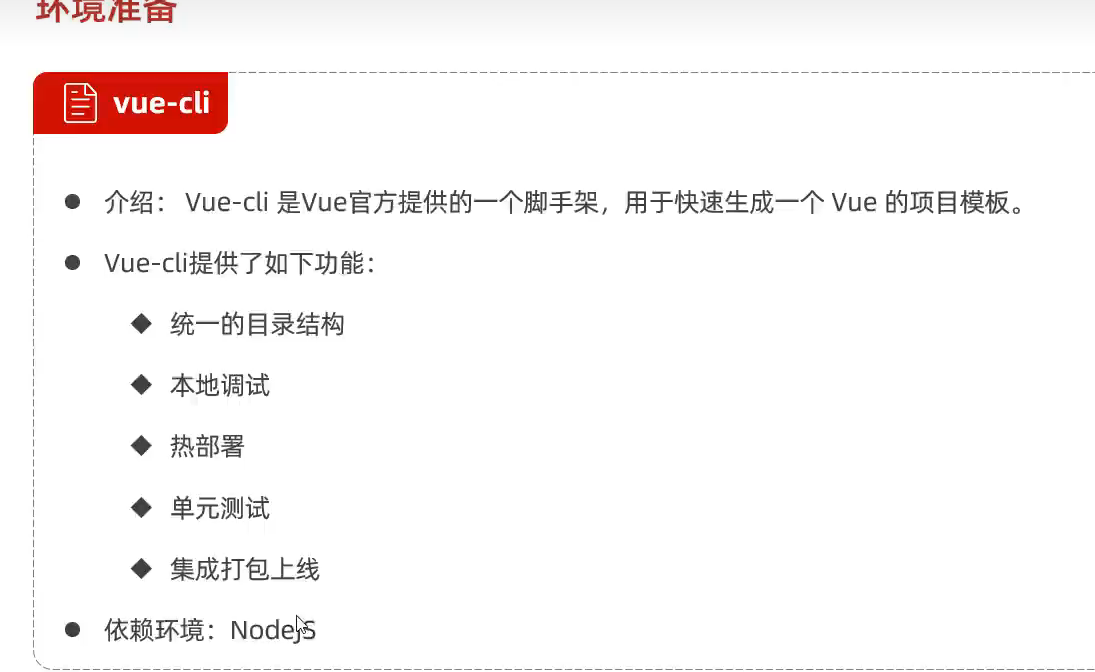 环境准备
vue-cli
介绍： Vue-cli 是Vue官方提供的一个脚手架，用于快速生成一个 Vue 的项目模板。
Vue-cli提供了如下功能：
统一的目录结构
本地调试
热部署
单元测试
集成打包上线
依赖环境：NodeJS